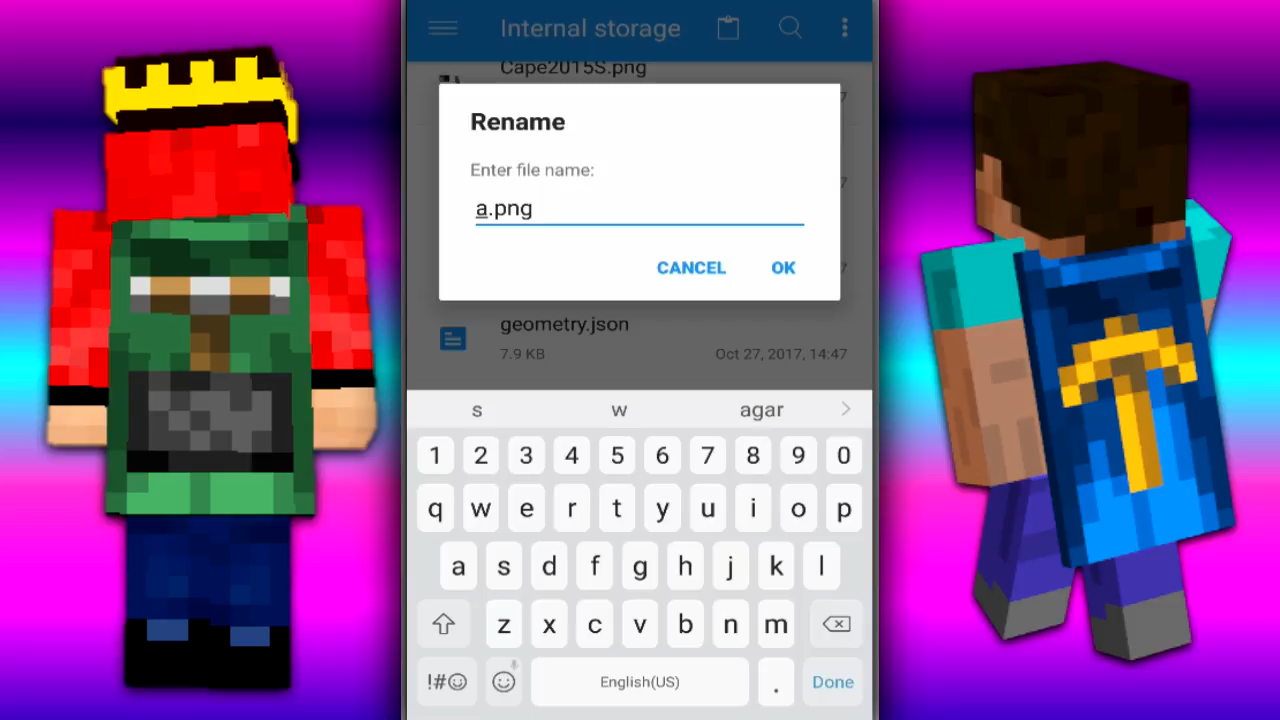 Internal storage
Cape2015S.png
Rename
Enter file name:
a.png
CANCEL OK
geometry.json
7.9 KB Oct 27, 2017, 14:47
s w agar
1 2 3 4 5 6 7 8 9 0
q w e r t y u i o p
a s d f g h j k l
z x c v b n m
!#☺ English(US) . Done